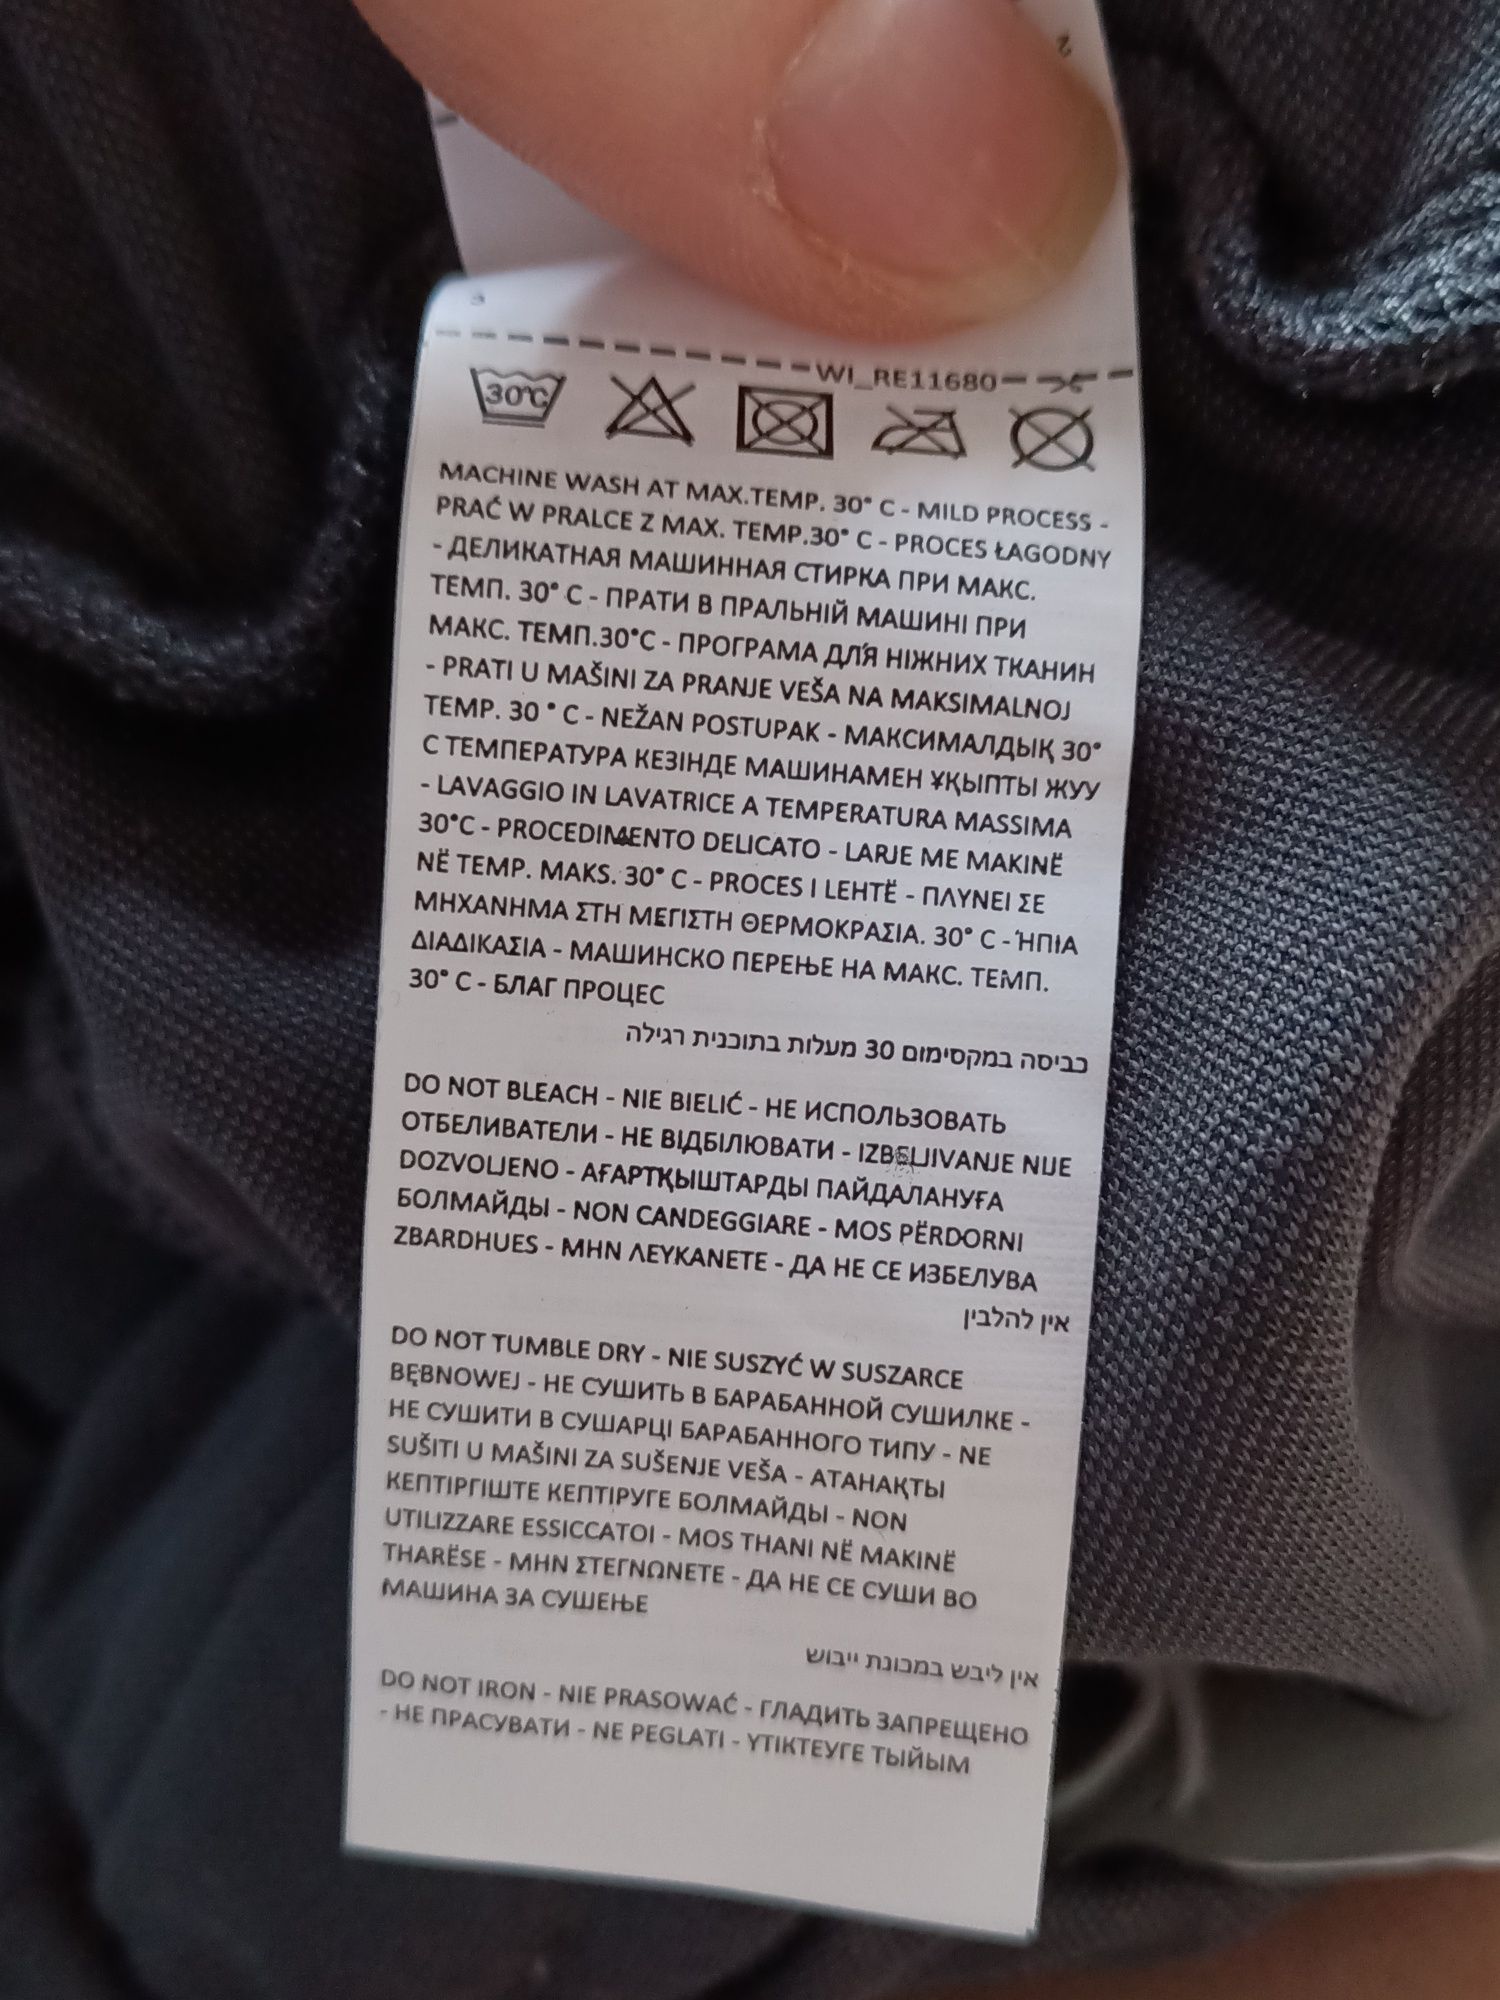 2
3
WI_RE11680
30°C
MACHINE WASH AT MAX.TEMP. 30° C - MILD PROCESS -
PRAĆ W PRALCE Z MAX. TEMP.30° C - PROCES ŁAGODNY
- ДЕЛИКАТНАЯ МАШИННАЯ СТИРКА ПРИ МАКС.
ТЕМП. 30° C - ПРАТИ В ПРАЛЬНІЙ МАШИНІ ПРИ
МАКС. ТЕМП.30°C - ПРОГРАМА ДЛЯ НІЖНИХ ТКАНИН
- PRATI U MAŠINI ZA PRANJE VEŠA NA MAKSIMALNOJ
TEMP. 30 ° C - NEŽAN POSTUPAK - МАКСИМАЛДЫҚ 30°
С ТЕМПЕРАТУРА КЕЗІНДЕ МАШИНАМЕН ҰҚЫПТЫ ЖУУ
- LAVAGGIO IN LAVATRICE A TEMPERATURA MASSIMA
30°C - PROCEDIMENTO DELICATO - LARJE ME MAKINË
NË TEMP. MAKS. 30° C - PROCES I LEHTË - ΠΛΥΝΕΙ ΣΕ
ΜΗΧΑΝΗΜΑ ΣΤΗ ΜΕΓΙΣΤΗ ΘΕΡΜΟΚΡΑΣΙΑ. 30° C - ΉΠΙΑ
ΔΙΑΔΙΚΑΣΙΑ - МАШИНСКО ПЕРЕЊЕ НА МАКС. ТЕМП.
30° C - БЛАГ ПРОЦЕС
כביסה במקסימום 30 מעלות בתוכנית רגילה
DO NOT BLEACH - NIE BIELIĆ - НЕ ИСПОЛЬЗОВАТЬ
ОТБЕЛИВАТЕЛИ - НЕ ВІДБІЛЮВАТИ - IZBELJIVANJE NIJE
DOZVOLJENO - АҒАРТҚЫШТАРДЫ ПАЙДАЛАНУҒА
БОЛМАЙДЫ - NON CANDEGGIARE - MOS PËRDORNI
ZBARDHUES - ΜΗΝ ΛΕΥΚΑΝΕΤΕ - ДА НЕ СЕ ИЗБЕЛУВА
אין להלבין
DO NOT TUMBLE DRY - NIE SUSZYĆ W SUSZARCE
BĘBNOWEJ - НЕ СУШИТЬ В БАРАБАННОЙ СУШИЛКЕ -
НЕ СУШИТИ В СУШАРЦІ БАРАБАННОГО ТИПУ - NE
SUŠITI U MAŠINI ZA SUŠENJE VEŠA - АТАНАҚТЫ
КЕПТІРГІШТЕ КЕПТІРУГЕ БОЛМАЙДЫ - NON
UTILIZZARE ESSICCATOI - MOS THANI NË MAKINË
THARËSE - ΜΗΝ ΣΤΕΓΝΩΝΕΤΕ - ДА НЕ СЕ СУШИ ВО
МАШИНА ЗА СУШЕЊЕ
אין ליבש במכונת ייבוש
DO NOT IRON - NIE PRASOWAĆ - ГЛАДИТЬ ЗАПРЕЩЕНО
- НЕ ПРАСУВАТИ - NE PEGLATI - ҮТІКТЕУГЕ ТЫЙЫМ